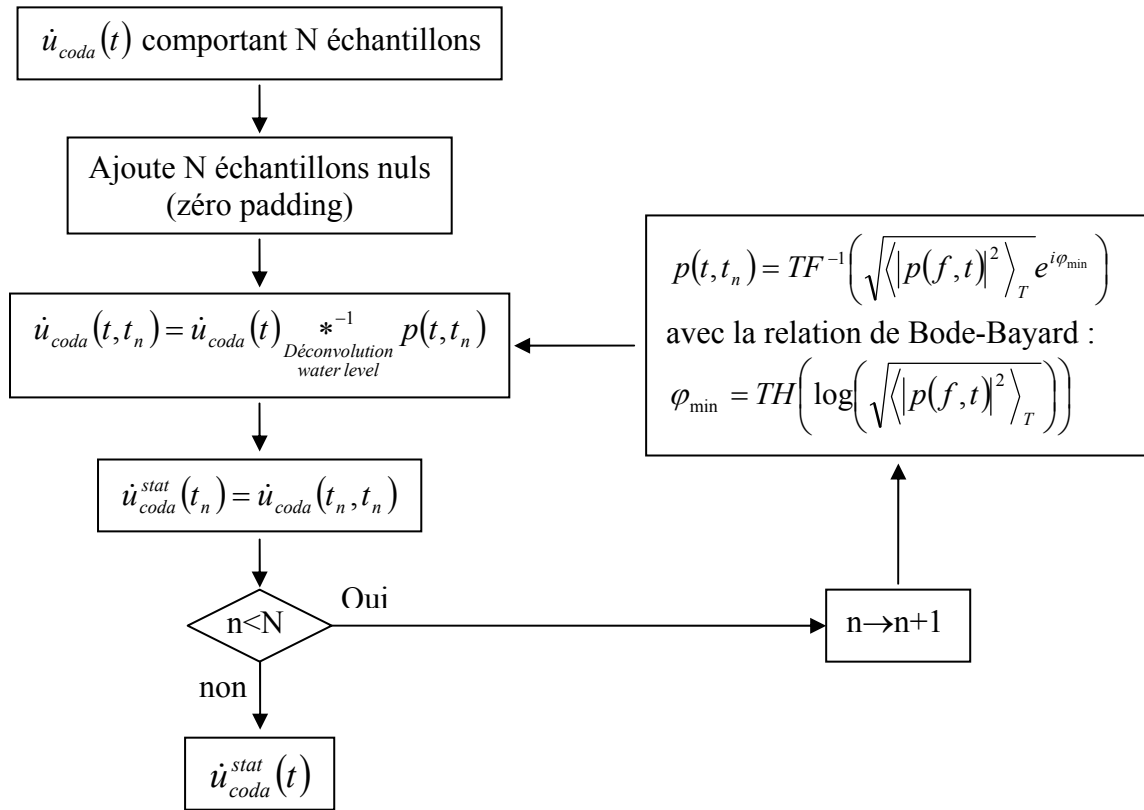 u̇_coda(t) comportant N échantillons
Ajoute N échantillons nuls
(zéro padding)
u̇_coda(t,t_n) = u̇_coda(t) *⁻¹ p(t,t_n)
Déconvolution
water level
p(t,t_n) = TF⁻¹(√⟨|p(f,t)|²⟩_T e^{iφ_min})
avec la relation de Bode-Bayard :
φ_min = TH(log(√⟨|p(f,t)|²⟩_T))
u̇_coda^stat(t_n) = u̇_coda(t_n,t_n)
Oui
n<N
n→n+1
non
u̇_coda^stat(t)